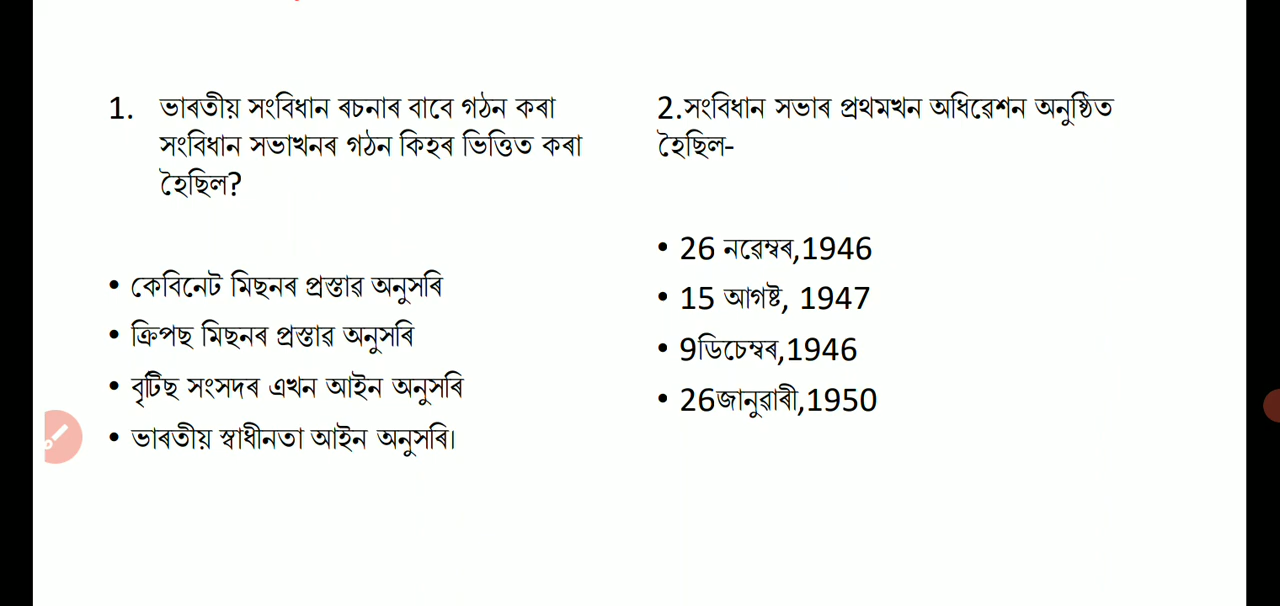 1. ভাৰতীয় সংবিধান ৰচনাৰ বাবে গঠন কৰা
সংবিধান সভাখনৰ গঠন কিহৰ ভিত্তিত কৰা
হৈছিল?
• কেবিনেট মিছনৰ প্ৰস্তাৱ অনুসৰি
• ক্ৰিপছ মিছনৰ প্ৰস্তাৱ অনুসৰি
• বৃটিছ সংসদৰ এখন আইন অনুসৰি
• ভাৰতীয় স্বাধীনতা আইন অনুসৰি।
2.সংবিধান সভাৰ প্ৰথমখন অধিৱেশন অনুষ্ঠিত
হৈছিল-
• 26 নৱেম্বৰ,1946
• 15 আগষ্ট, 1947
• 9ডিচেম্বৰ,1946
• 26জানুৱাৰী,1950